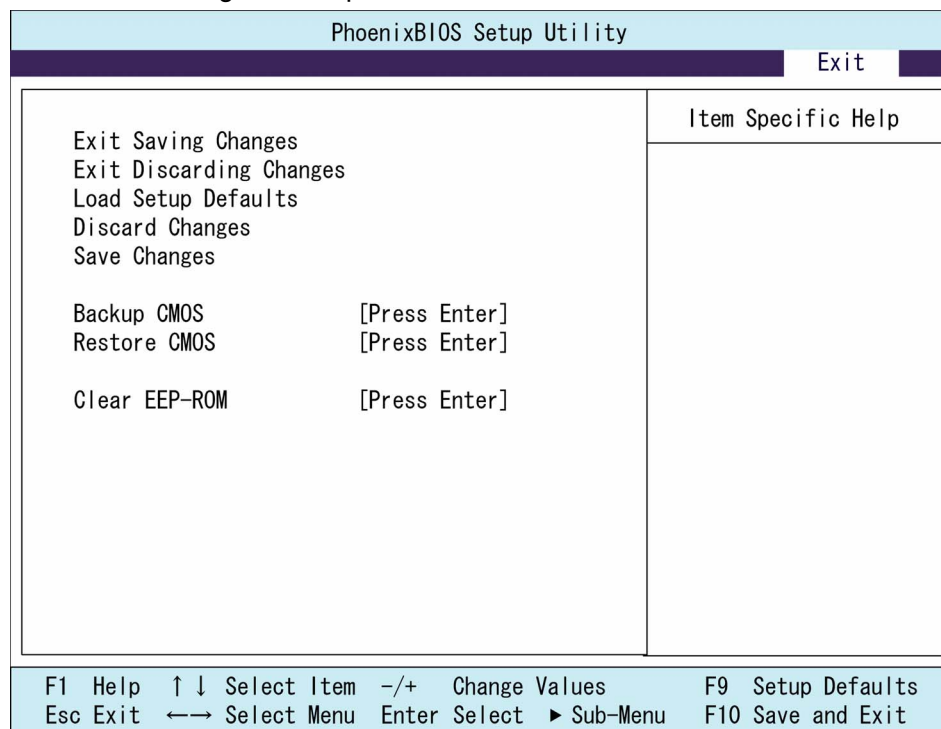 PhoenixBIOS Setup Utility
Exit
Item Specific Help
Exit Saving Changes
Exit Discarding Changes
Load Setup Defaults
Discard Changes
Save Changes
Backup CMOS [Press Enter]
Restore CMOS [Press Enter]
Clear EEP-ROM [Press Enter]
F1 Help ↑↓ Select Item -/+ Change Values F9 Setup Defaults
Esc Exit ←→ Select Menu Enter Select ▶ Sub-Menu F10 Save and Exit